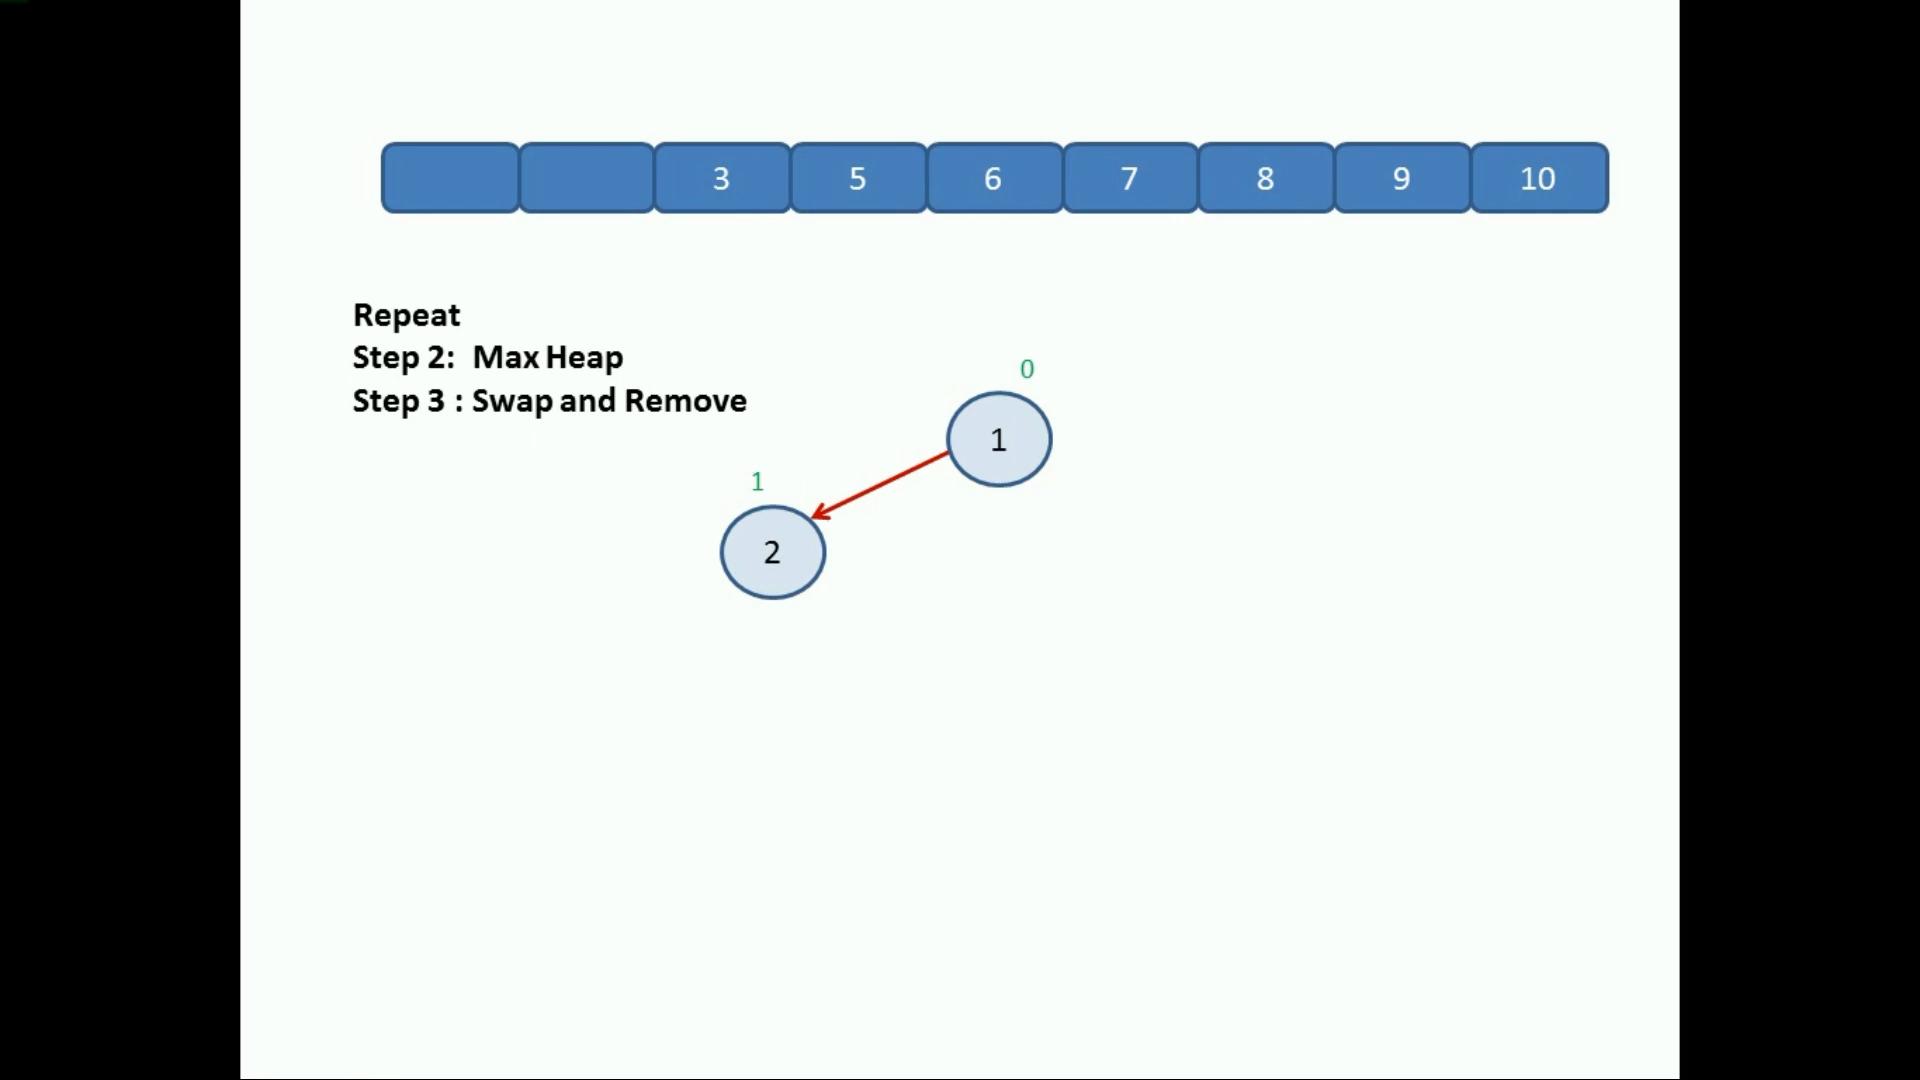 3 5 6 7 8 9 10
Repeat
Step 2: Max Heap
Step 3 : Swap and Remove
0
1
1
2